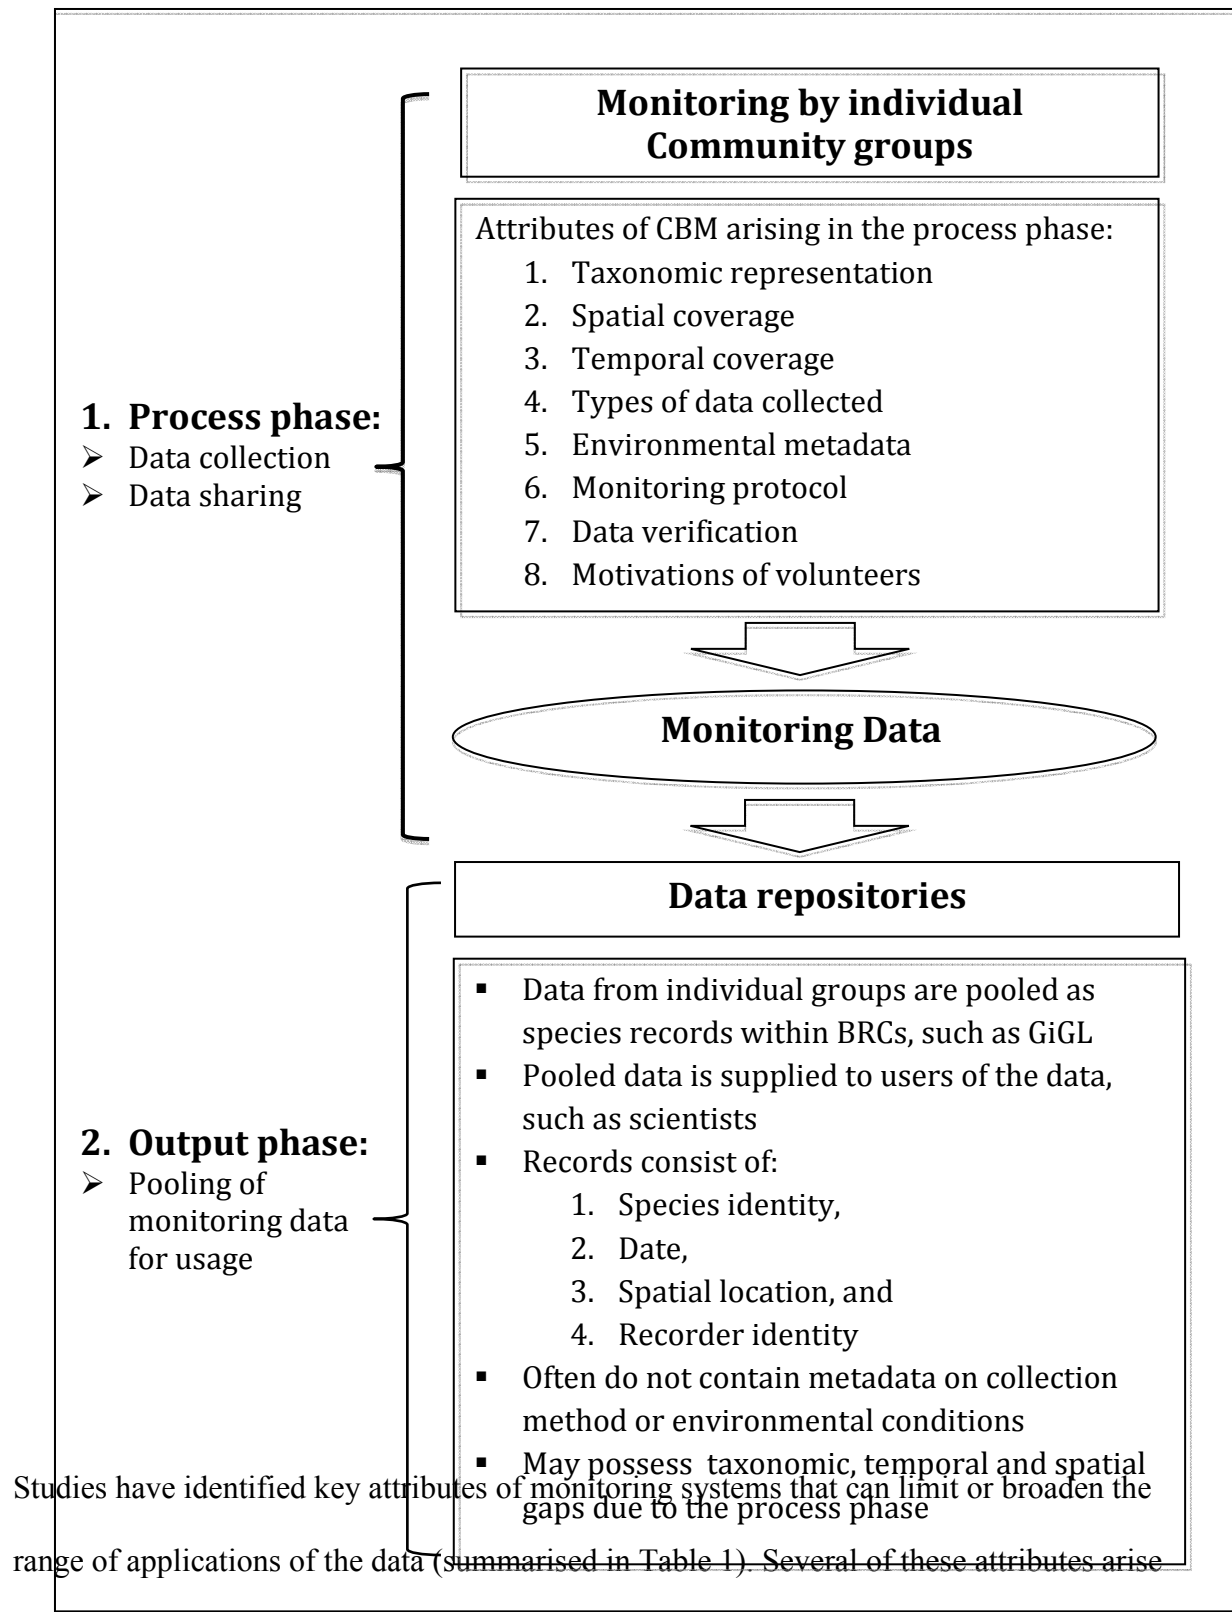 Monitoring by individual
Community groups
Attributes of CBM arising in the process phase:
1. Taxonomic representation
2. Spatial coverage
3. Temporal coverage
4. Types of data collected
5. Environmental metadata
6. Monitoring protocol
7. Data verification
8. Motivations of volunteers
1. Process phase:
➢ Data collection
➢ Data sharing
Monitoring Data
Data repositories
▪ Data from individual groups are pooled as
species records within BRCs, such as GiGL
▪ Pooled data is supplied to users of the data,
such as scientists
▪ Records consist of:
1. Species identity,
2. Date,
3. Spatial location, and
4. Recorder identity
▪ Often do not contain metadata on collection
method or environmental conditions
▪ May possess  taxonomic, temporal and spatial
gaps due to the process phase
2. Output phase:
➢ Pooling of
monitoring data
for usage
Studies have identified key attributes of monitoring systems that can limit or broaden the
range of applications of the data (summarised in Table 1). Several of these attributes arise